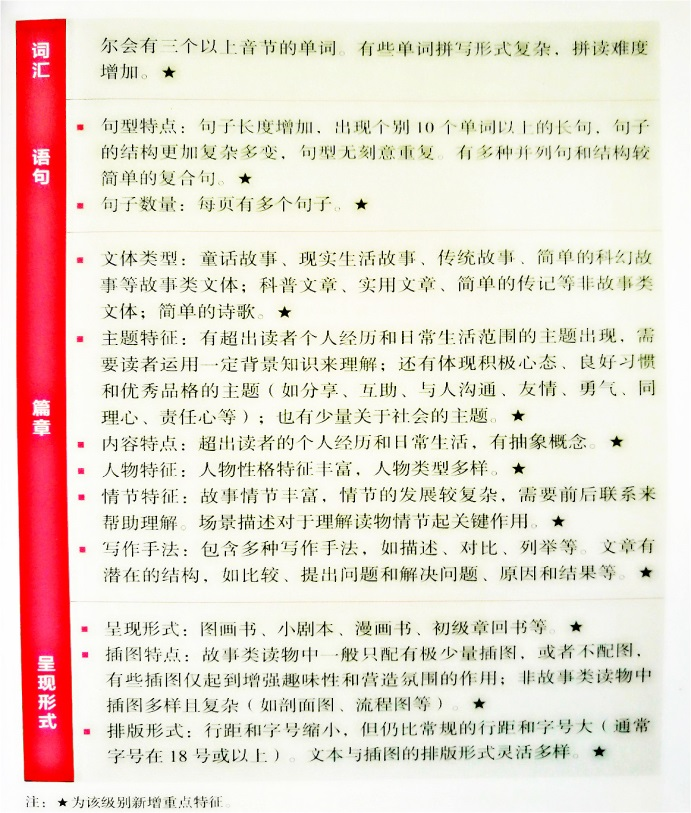 词汇
尔会有三个以上音节的单词。有些单词拼写形式复杂，拼读难度
增加。★
语句
▪ 句型特点：句子长度增加，出现个别 10 个单词以上的长句，句子
的结构更加复杂多变，句型无刻意重复。有多种并列句和结构较
简单的复合句。★
▪ 句子数量：每页有多个句子。★
篇章
▪ 文体类型：童话故事、现实生活故事、传统故事、简单的科幻故
事等故事类文体；科普文章、实用文章、简单的传记等非故事类
文体；简单的诗歌。★
▪ 主题特征：有超出读者个人经历和日常生活范围的主题出现，需
要读者运用一定背景知识来理解；还有体现积极心态、良好习惯
和优秀品格的主题（如分享、互助、与人沟通、友情、勇气、同
理心、责任心等）；也有少量关于社会的主题。★
▪ 内容特点：超出读者的个人经历和日常生活，有抽象概念。★
▪ 人物特征：人物性格特征丰富，人物类型多样。★
▪ 情节特征：故事情节丰富，情节的发展较复杂，需要前后联系来
帮助理解。场景描述对于理解读物情节起关键作用。★
▪ 写作手法：包含多种写作手法，如描述、对比、列举等。文章有
潜在的结构，如比较、提出问题和解决问题、原因和结果等。★
呈现形式
▪ 呈现形式：图画书、小剧本、漫画书、初级章回书等。★
▪ 插图特点：故事类读物中一般只配有极少量插图，或者不配图，
有些插图仅起到增强趣味性和营造氛围的作用；非故事类读物中
插图多样且复杂（如剖面图、流程图等）。★
▪ 排版形式：行距和字号缩小，但仍比常规的行距和字号大（通常
字号在 18 号或以上）。文本与插图的排版形式灵活多样。★
注：★为该级别新增重点特征。